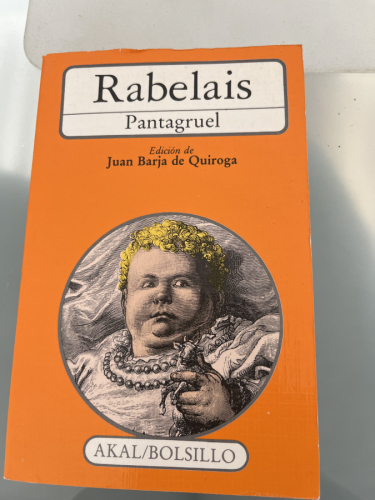 Rabelais
Pantagruel
Edición de
Juan Barja de Quiroga
AKAL/BOLSILLO